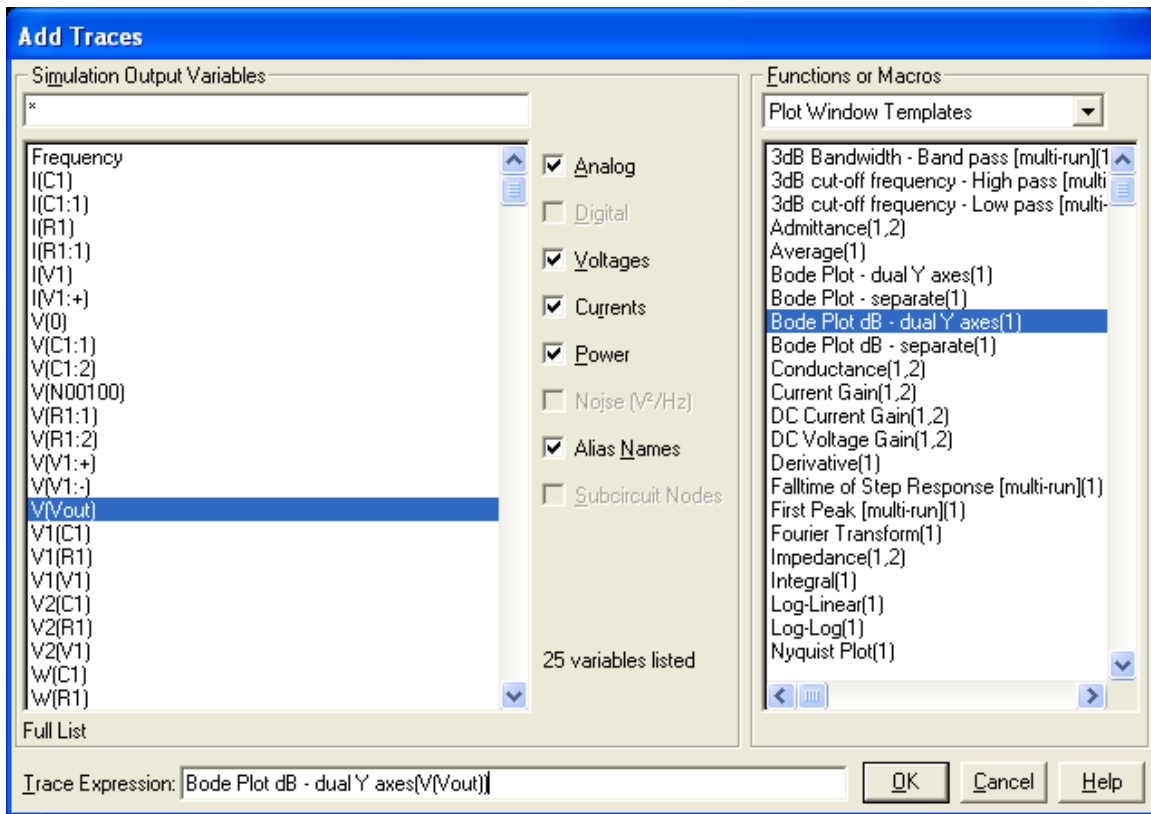 Add Traces
Simulation Output Variables
*
Frequency
I(C1)
I(C1:1)
I(R1)
I(R1:1)
I(V1)
I(V1:+)
V(0)
V(C1:1)
V(C1:2)
V(N00100)
V(R1:1)
V(R1:2)
V(V1:+)
V(V1:-)
V(Vout)
V1(C1)
V1(R1)
V1(V1)
V2(C1)
V2(R1)
V2(V1)
W(C1)
W(R1)
Full List
Analog
Digital
Voltages
Currents
Power
Noise (V²/Hz)
Alias Names
Subcircuit Nodes
25 variables listed
Functions or Macros
Plot Window Templates
3dB Bandwidth - Band pass [multi-run](1
3dB cut-off frequency - High pass [multi
3dB cut-off frequency - Low pass [multi-
Admittance(1,2)
Average(1)
Bode Plot - dual Y axes(1)
Bode Plot - separate(1)
Bode Plot dB - dual Y axes(1)
Bode Plot dB - separate(1)
Conductance(1,2)
Current Gain(1,2)
DC Current Gain(1,2)
DC Voltage Gain(1,2)
Derivative(1)
Falltime of Step Response [multi-run](1)
First Peak [multi-run](1)
Fourier Transform(1)
Impedance(1,2)
Integral(1)
Log-Linear(1)
Log-Log(1)
Nyquist Plot(1)
Trace Expression: Bode Plot dB - dual Y axes(V(Vout))
OK
Cancel
Help